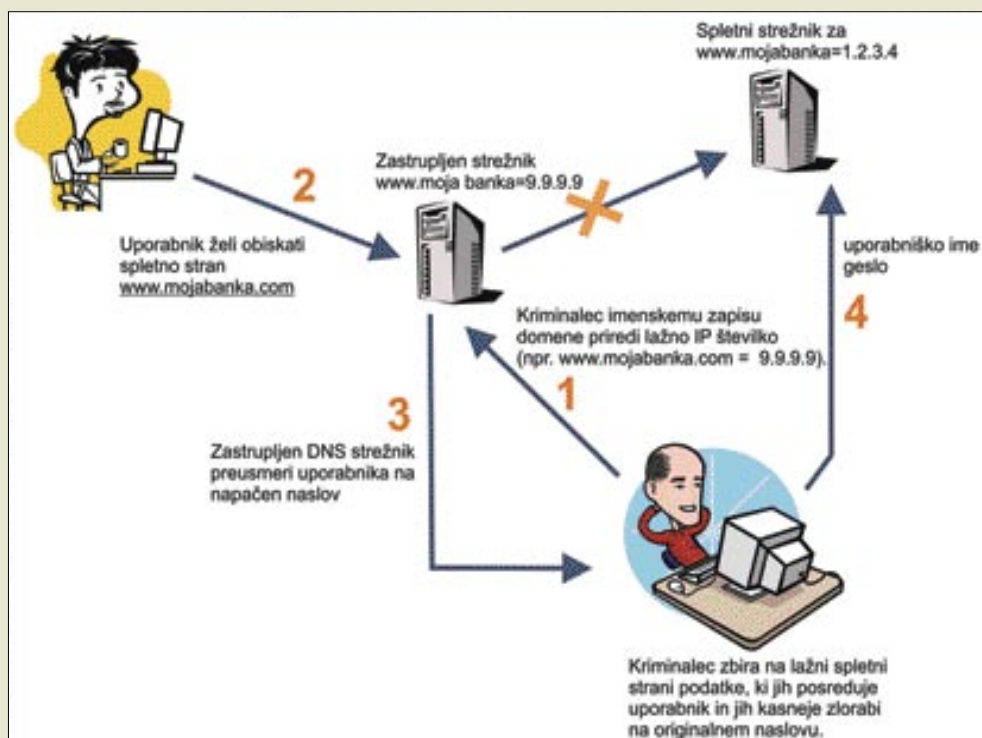 Spletni strežnik za
www.mojabanka=1.2.3.4
Zastrupljen strežnik
www.moja banka=9.9.9.9
2
Uporabnik želi obiskati
spletno stran
www.mojabanka.com
uporabniško ime
geslo
4
Kriminalec imenskemu zapisu
domene priredi lažno IP številko
(npr. www.mojabanka.com = 9.9.9.9).
1
3
Zastrupljen DNS strežnik
preusmeri uporabnika na
napačen naslov
Kriminalec zbira na lažni spletni
strani podatke, ki jih posreduje
uporabnik in jih kasneje zlorabi
na originalnem naslovu.